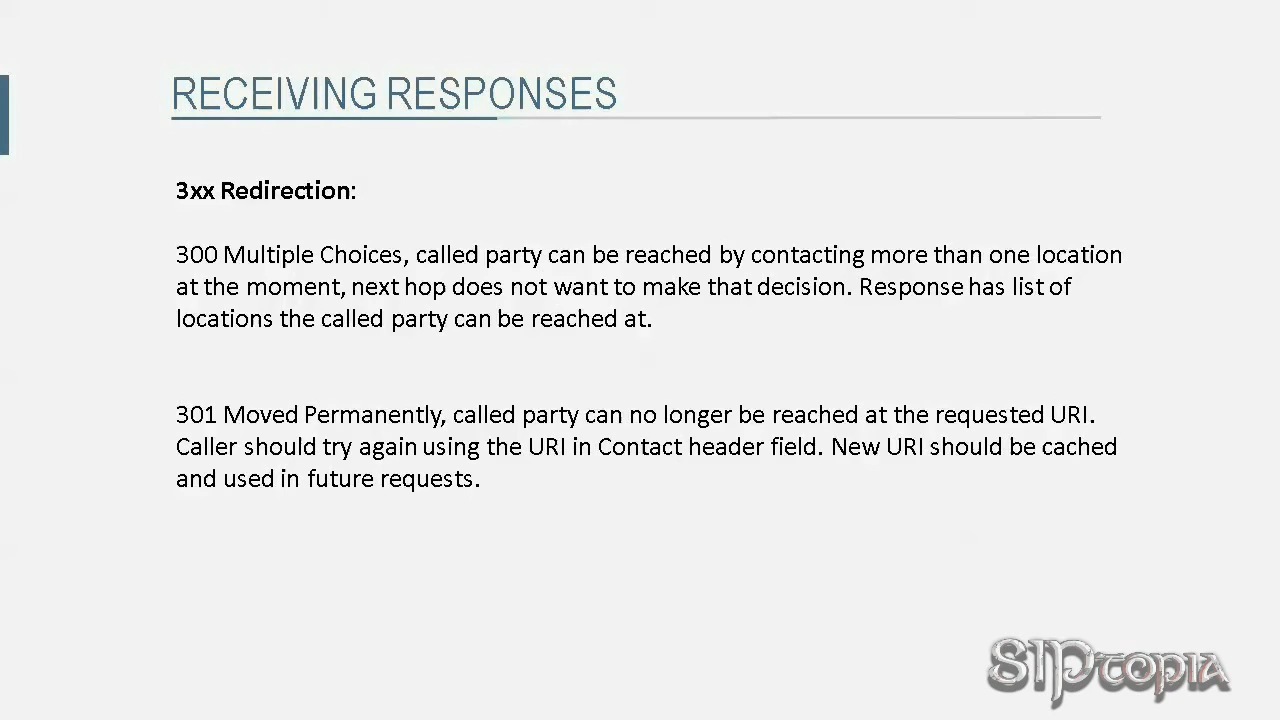 RECEIVING RESPONSES
3xx Redirection:
300 Multiple Choices, called party can be reached by contacting more than one location
at the moment, next hop does not want to make that decision. Response has list of
locations the called party can be reached at.
301 Moved Permanently, called party can no longer be reached at the requested URI.
Caller should try again using the URI in Contact header field. New URI should be cached
and used in future requests.
SIPtopia